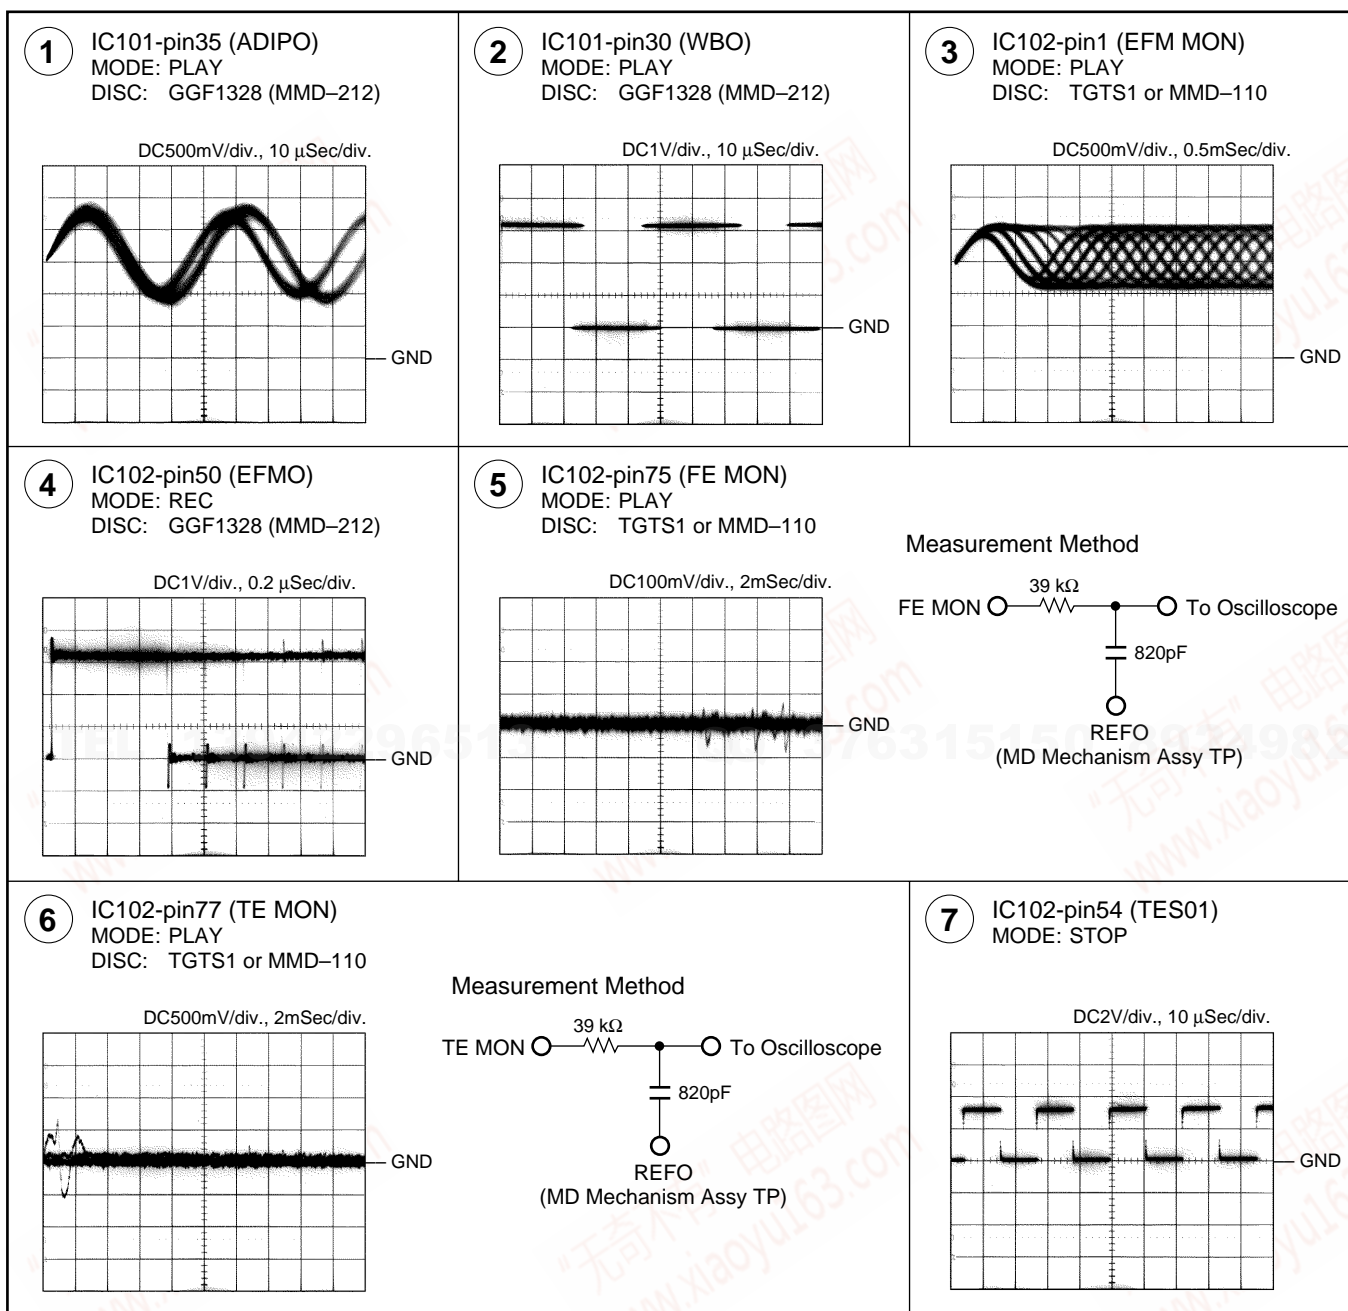 1 IC101-pin35 (ADIPO)
MODE: PLAY
DISC: GGF1328 (MMD–212)
DC500mV/div., 10 µSec/div.
GND
2 IC101-pin30 (WBO)
MODE: PLAY
DISC: GGF1328 (MMD–212)
DC1V/div., 10 µSec/div.
GND
3 IC102-pin1 (EFM MON)
MODE: PLAY
DISC: TGTS1 or MMD–110
DC500mV/div., 0.5mSec/div.
GND
4 IC102-pin50 (EFMO)
MODE: REC
DISC: GGF1328 (MMD–212)
DC1V/div., 0.2 µSec/div.
GND
5 IC102-pin75 (FE MON)
MODE: PLAY
DISC: TGTS1 or MMD–110
DC100mV/div., 2mSec/div.
GND
Measurement Method
39 kΩ
FE MON
To Oscilloscope
820pF
REFO
(MD Mechanism Assy TP)
6 IC102-pin77 (TE MON)
MODE: PLAY
DISC: TGTS1 or MMD–110
DC500mV/div., 2mSec/div.
GND
Measurement Method
39 kΩ
TE MON
To Oscilloscope
820pF
REFO
(MD Mechanism Assy TP)
7 IC102-pin54 (TES01)
MODE: STOP
DC2V/div., 10 µSec/div.
GND
www.xiaoyu163.com